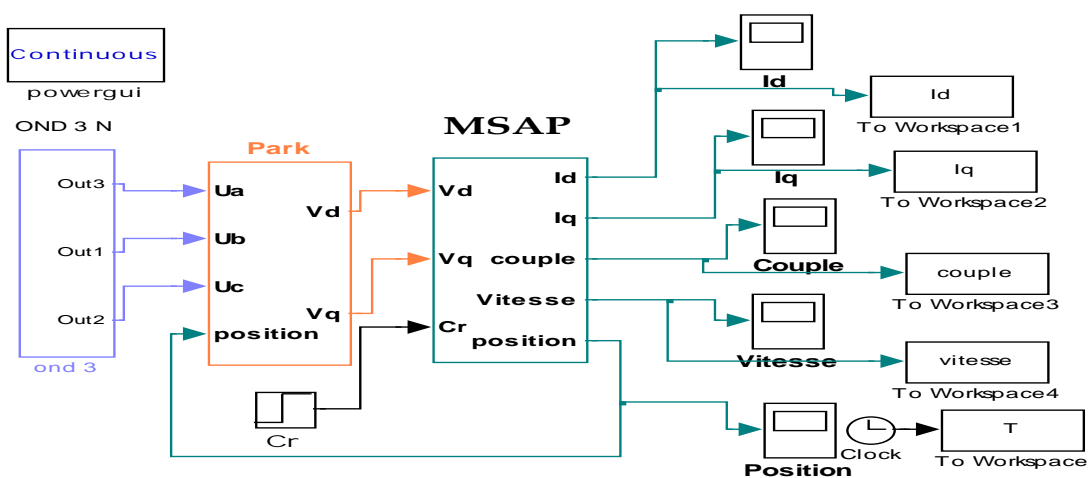 Continuous
powergui
OND 3 N
Out3
Out1
Out2
ond 3
Park
Ua
Ub
Uc
position
Vd
Vq
Cr
MSAP
Vd
Vq
Cr
Id
Iq
couple
Vitesse
position
Id
Iq
Couple
Vitesse
Position
Id
To Workspace1
Iq
To Workspace2
couple
To Workspace3
vitesse
To Workspace4
Clock
T
To Workspace